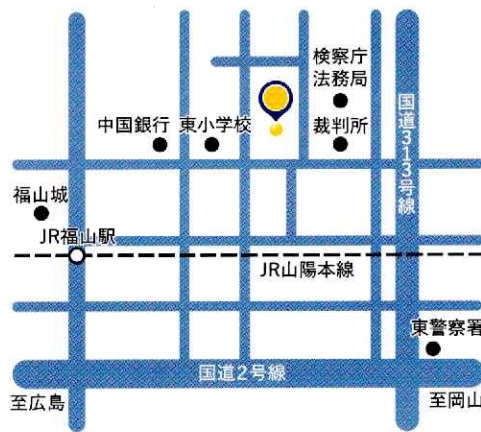 検察庁
法務局
中国銀行
東小学校
裁判所
国道313号線
福山城
JR福山駅
JR山陽本線
東警察署
国道2号線
至広島
至岡山